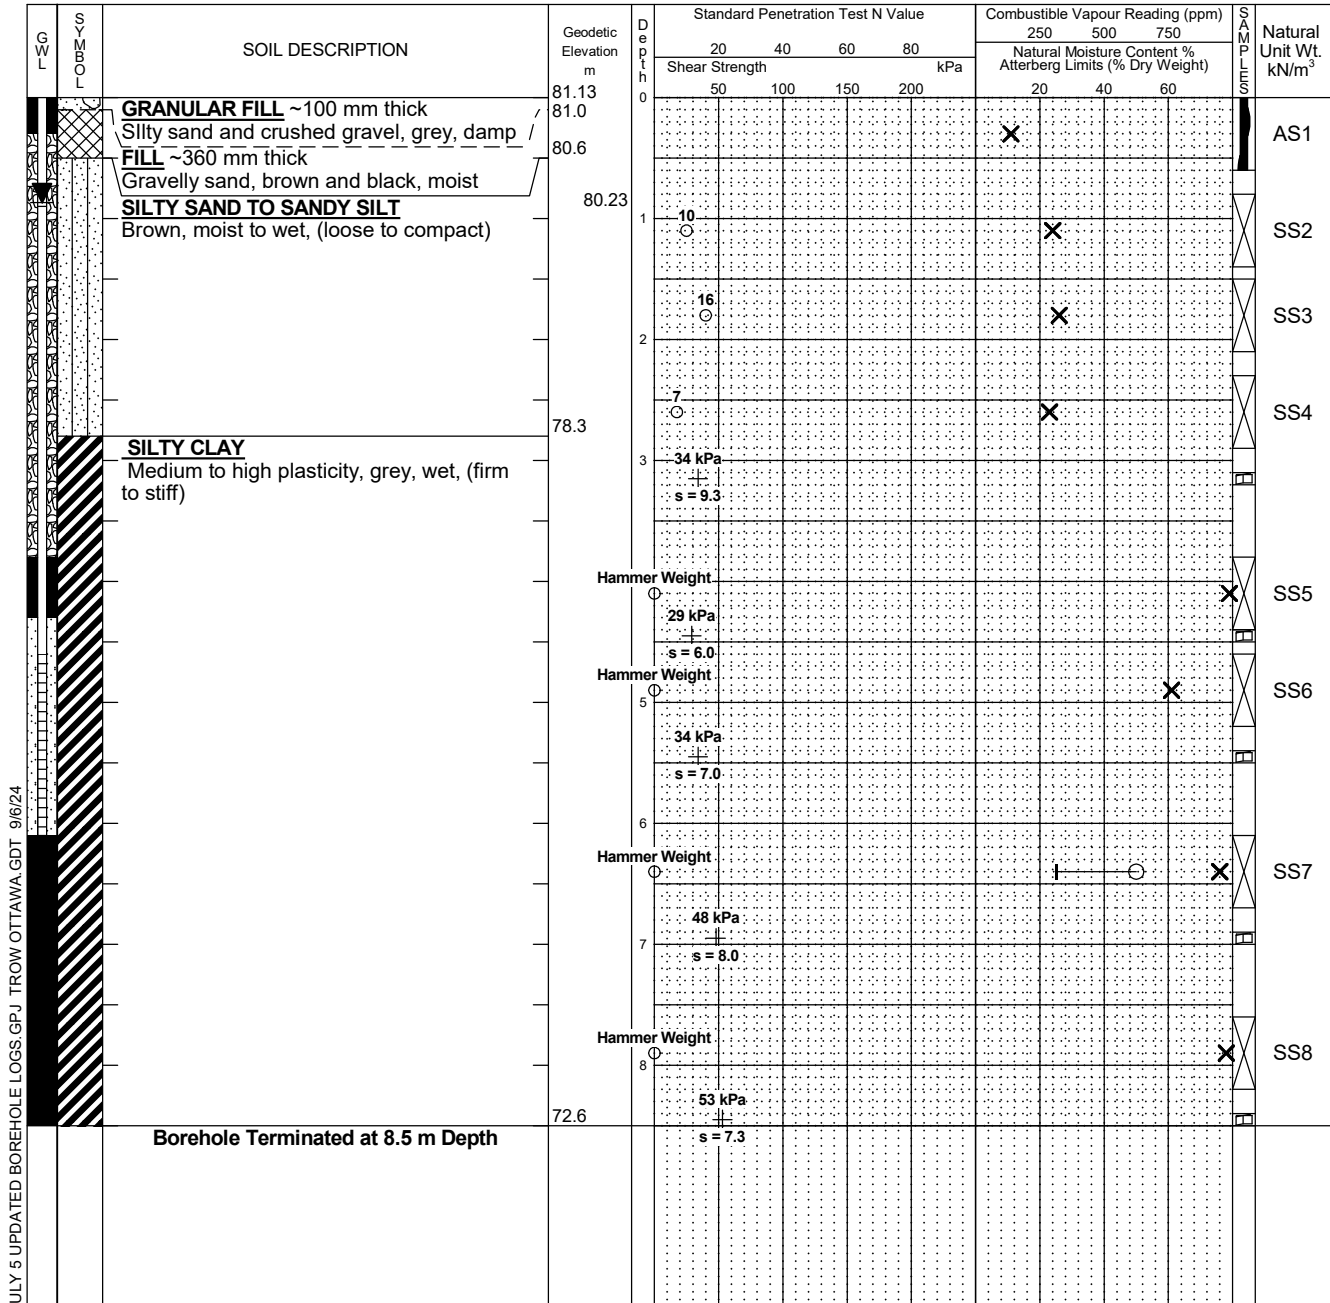 GWL
SYMBOL
SOIL DESCRIPTION
Geodetic
Elevation
m
Depth
Standard Penetration Test N Value
20 40 60 80
Shear Strength kPa
50 100 150 200
Combustible Vapour Reading (ppm)
250 500 750
Natural Moisture Content %
Atterberg Limits (% Dry Weight)
20 40 60
SAMPLES
Natural
Unit Wt.
kN/m³
81.13
0
GRANULAR FILL ~100 mm thick
81.0
SIlty sand and crushed gravel, grey, damp
AS1
80.6
FILL ~360 mm thick
Gravelly sand, brown and black, moist
80.23
SILTY SAND TO SANDY SILT
1
10
Brown, moist to wet, (loose to compact)
SS2
16
SS3
2
7
SS4
78.3
SILTY CLAY
34 kPa
3
Medium to high plasticity, grey, wet, (firm
to stiff)
s = 9.3
Hammer Weight
SS5
29 kPa
s = 6.0
Hammer Weight
SS6
5
34 kPa
s = 7.0
6
Hammer Weight
SS7
48 kPa
7
s = 8.0
Hammer Weight
SS8
8
53 kPa
72.6
Borehole Terminated at 8.5 m Depth
s = 7.3
ULY 5 UPDATED BOREHOLE LOGS.GPJ TROW OTTAWA.GDT 9/6/24